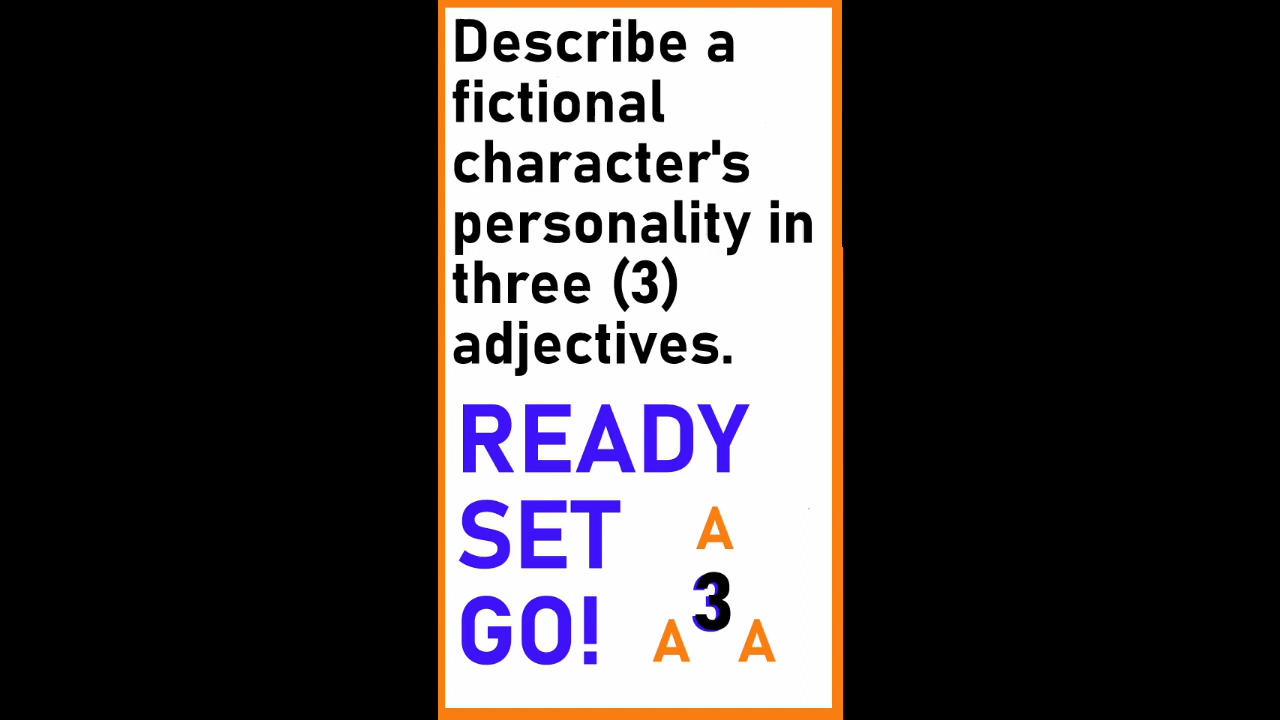 Describe a
fictional
character's
personality in
three (3)
adjectives.
READY
SET
GO!
A
3
A A